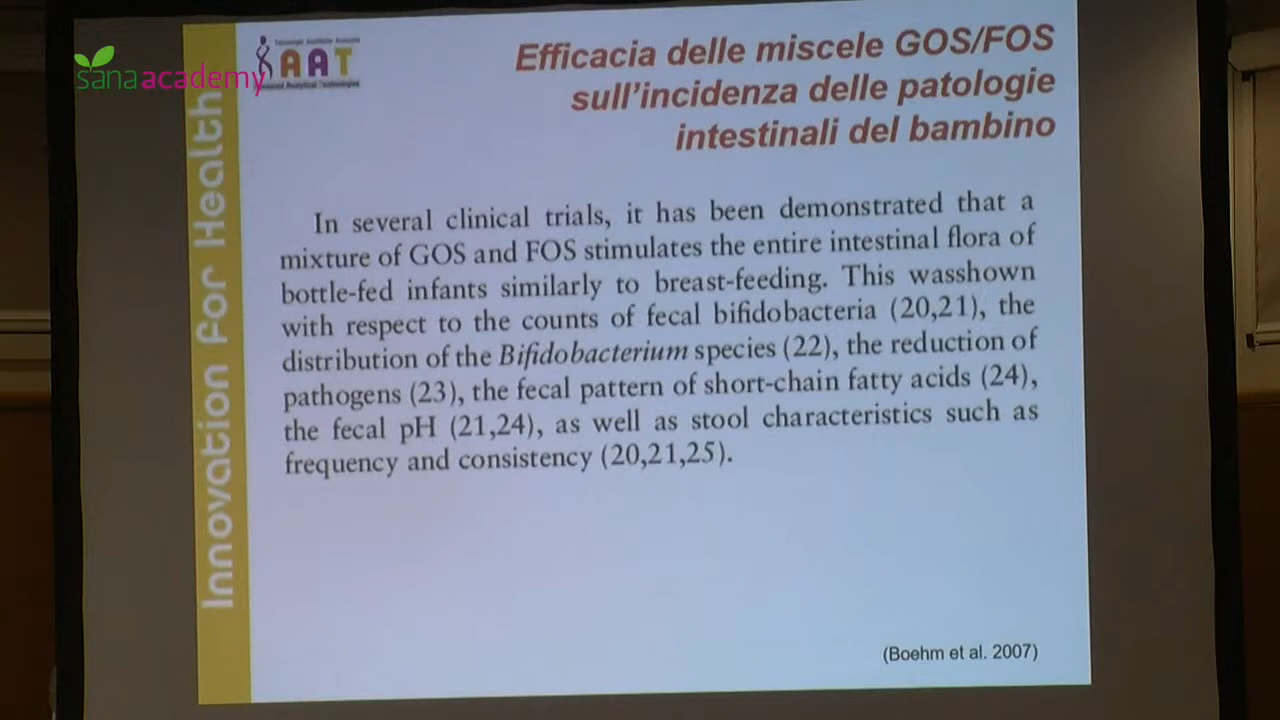 sanaacademy
AAT
Efficacia delle miscele GOS/FOS
sull'incidenza delle patologie
intestinali del bambino
Innovation for Health
In several clinical trials, it has been demonstrated that a
mixture of GOS and FOS stimulates the entire intestinal flora of
bottle-fed infants similarly to breast-feeding. This wasshown
with respect to the counts of fecal bifidobacteria (20,21), the
distribution of the Bifidobacterium species (22), the reduction of
pathogens (23), the fecal pattern of short-chain fatty acids (24),
the fecal pH (21,24), as well as stool characteristics such as
frequency and consistency (20,21,25).
(Boehm et al. 2007)